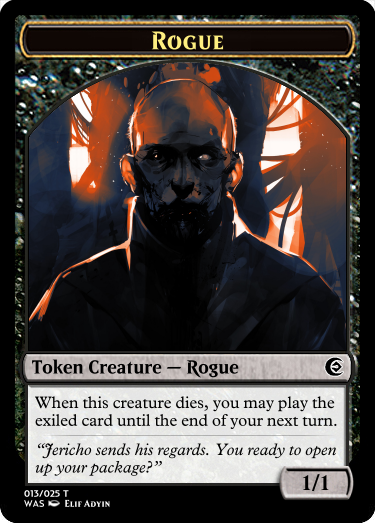 Rogue
Token Creature — Rogue
When this creature dies, you may play the
exiled card until the end of your next turn.
“Jericho sends his regards. You ready to open
up your package?”
1/1
013/025 T
WAS Elif Adyin